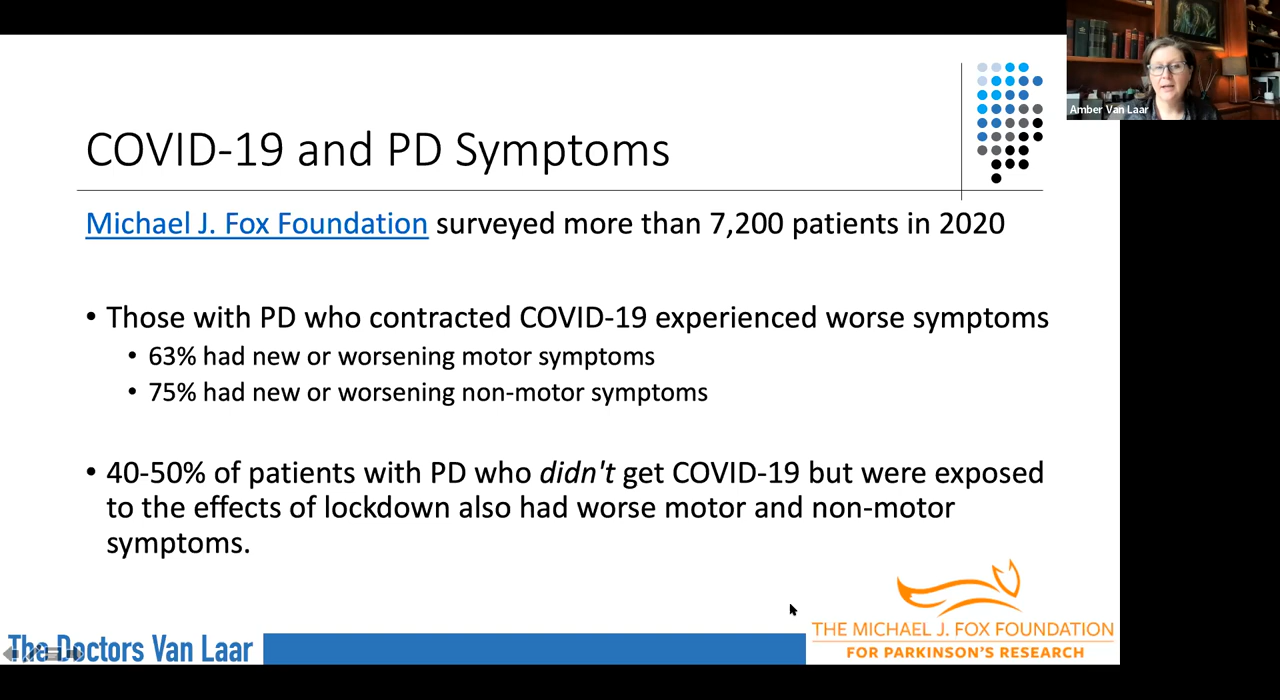 Amber Van Laar
COVID-19 and PD Symptoms
Michael J. Fox Foundation surveyed more than 7,200 patients in 2020
• Those with PD who contracted COVID-19 experienced worse symptoms
• 63% had new or worsening motor symptoms
• 75% had new or worsening non-motor symptoms
• 40-50% of patients with PD who didn't get COVID-19 but were exposed
to the effects of lockdown also had worse motor and non-motor
symptoms.
The Doctors Van Laar
THE MICHAEL J. FOX FOUNDATION
FOR PARKINSON'S RESEARCH